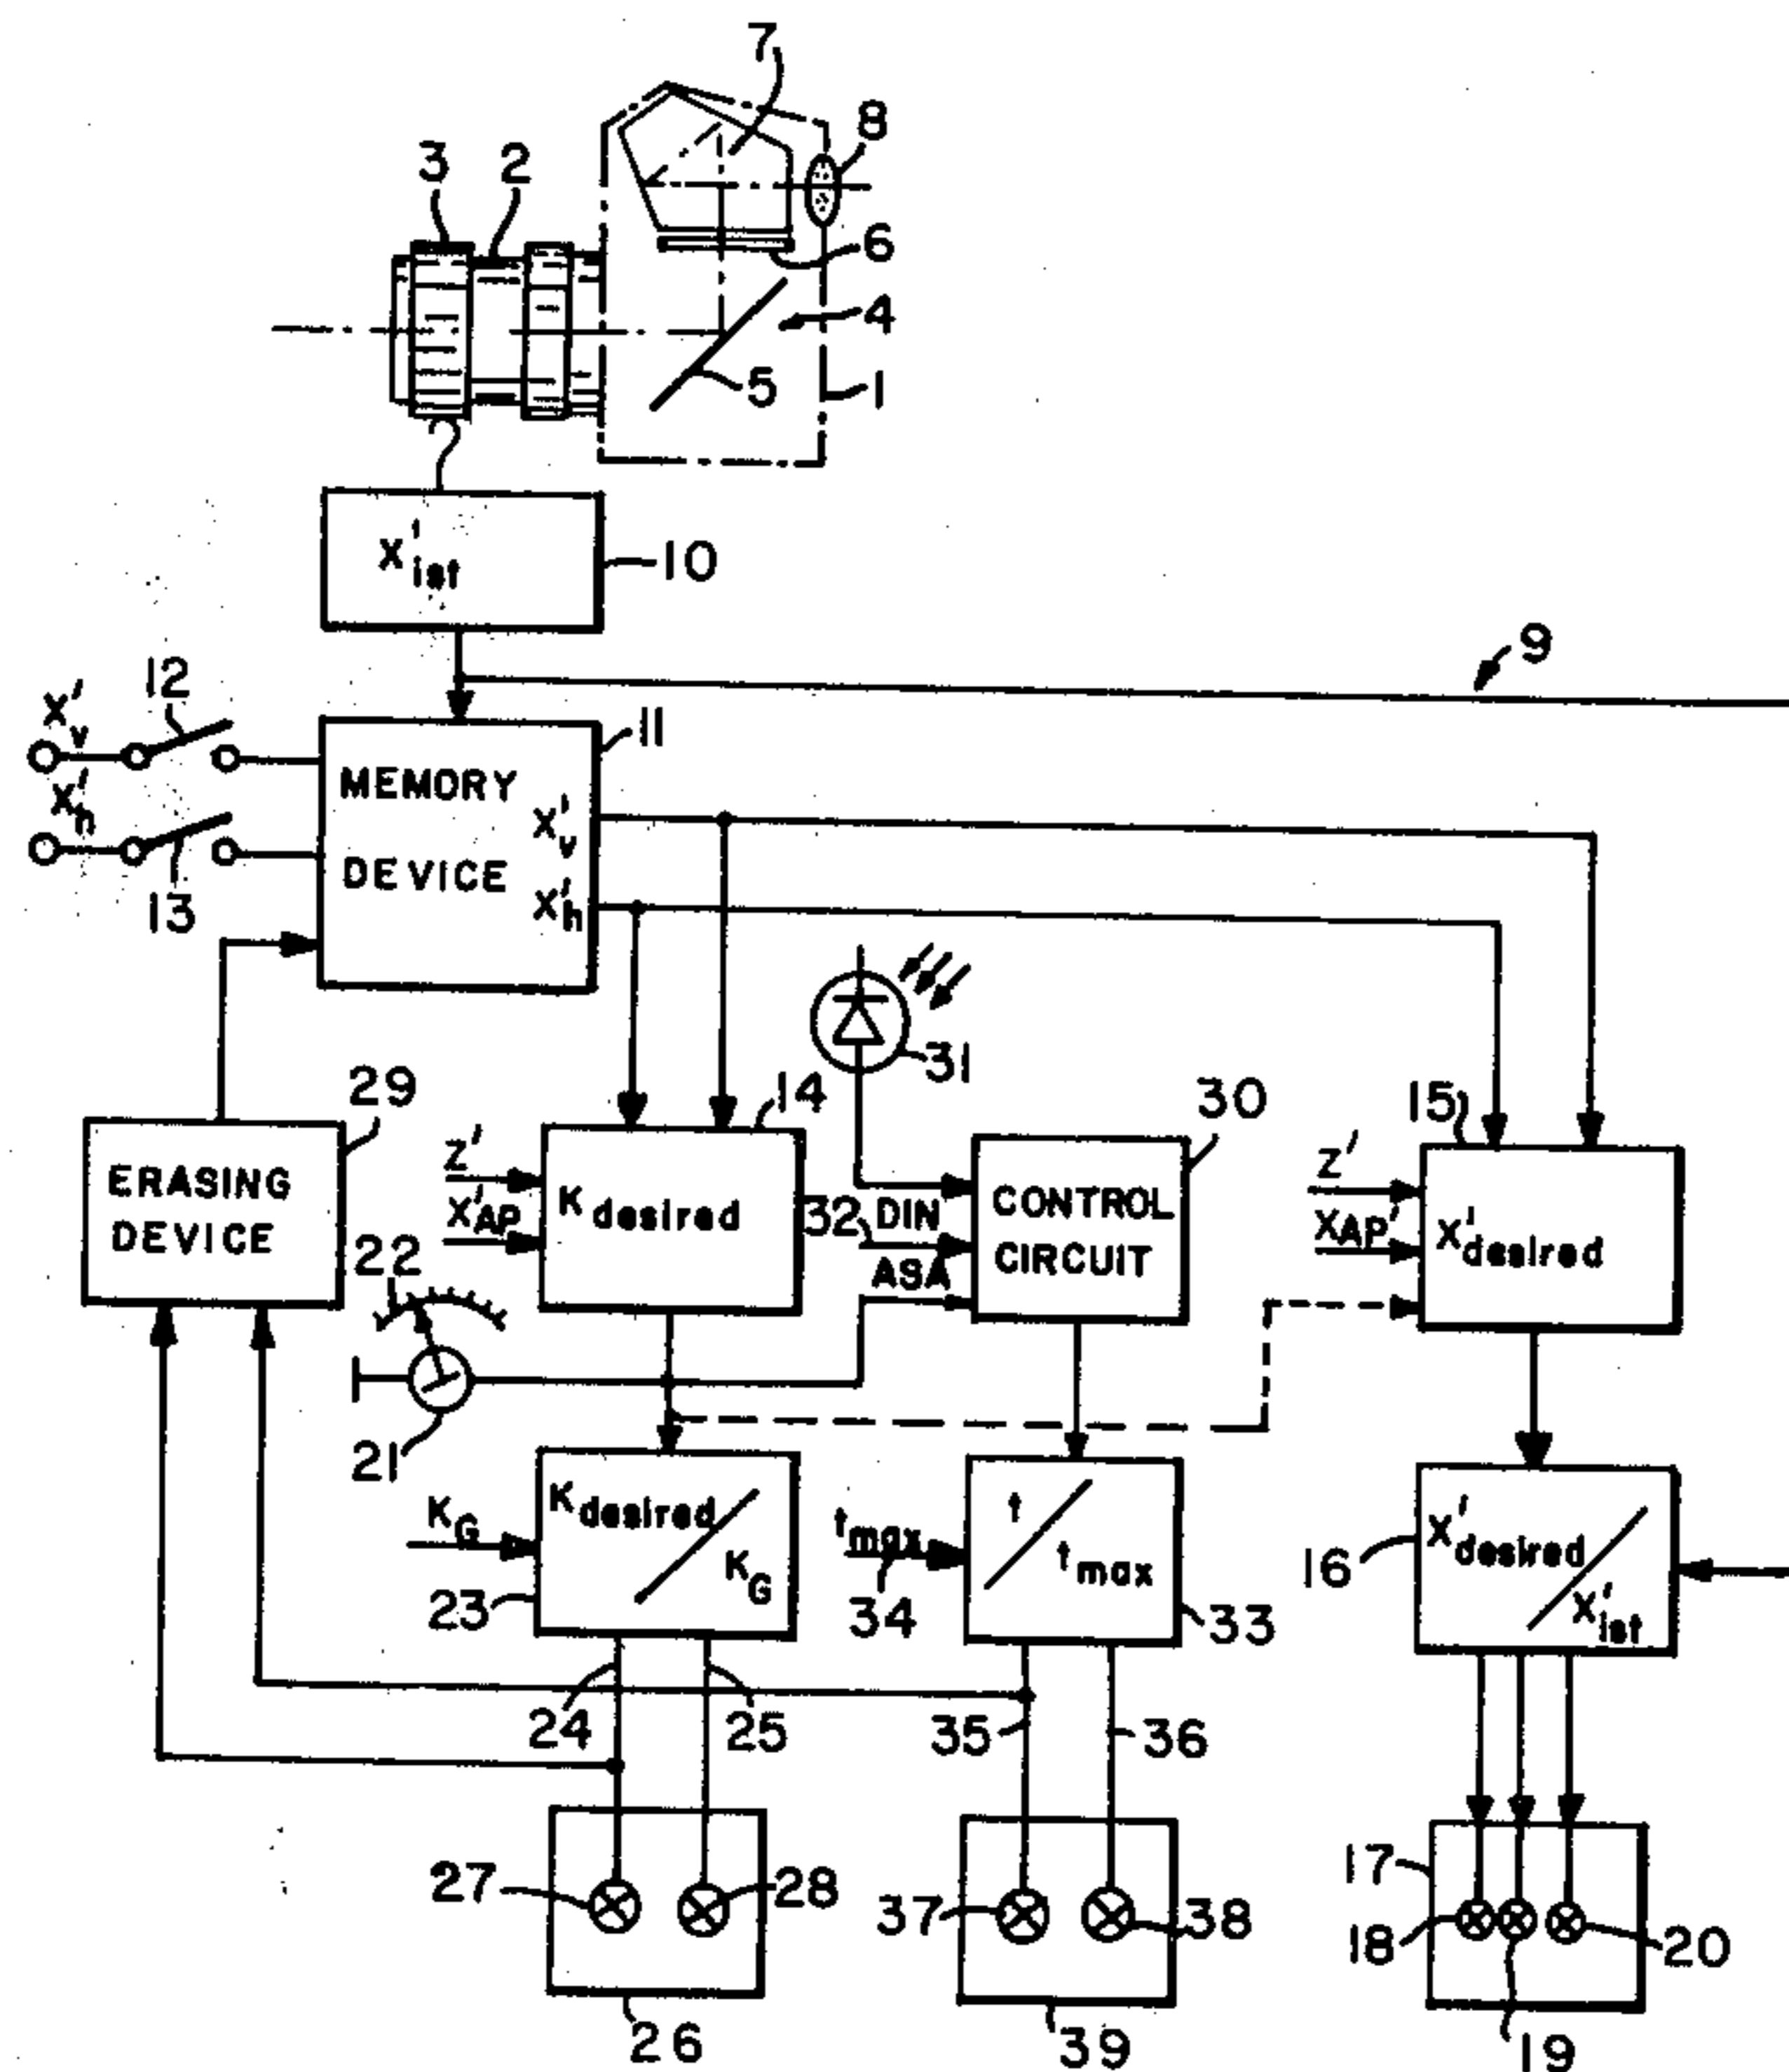 7
8
3 2
6
4
5 1
X'ist
10
9
12
X'v
11
X'h
MEMORY
X'v
DEVICE
X'h
13
31
29
14
30
15
ERASING
DEVICE
Z'
X'AP
K desired
32 DIN
ASA
CONTROL
CIRCUIT
Z'
XAP'
X'desired
22
21
KG
K desired / KG
23
tmax
t / tmax
34
33
16
X'desired / X'ist
24 25
35 36
27 28
37 38
17
18 20
26
39
19